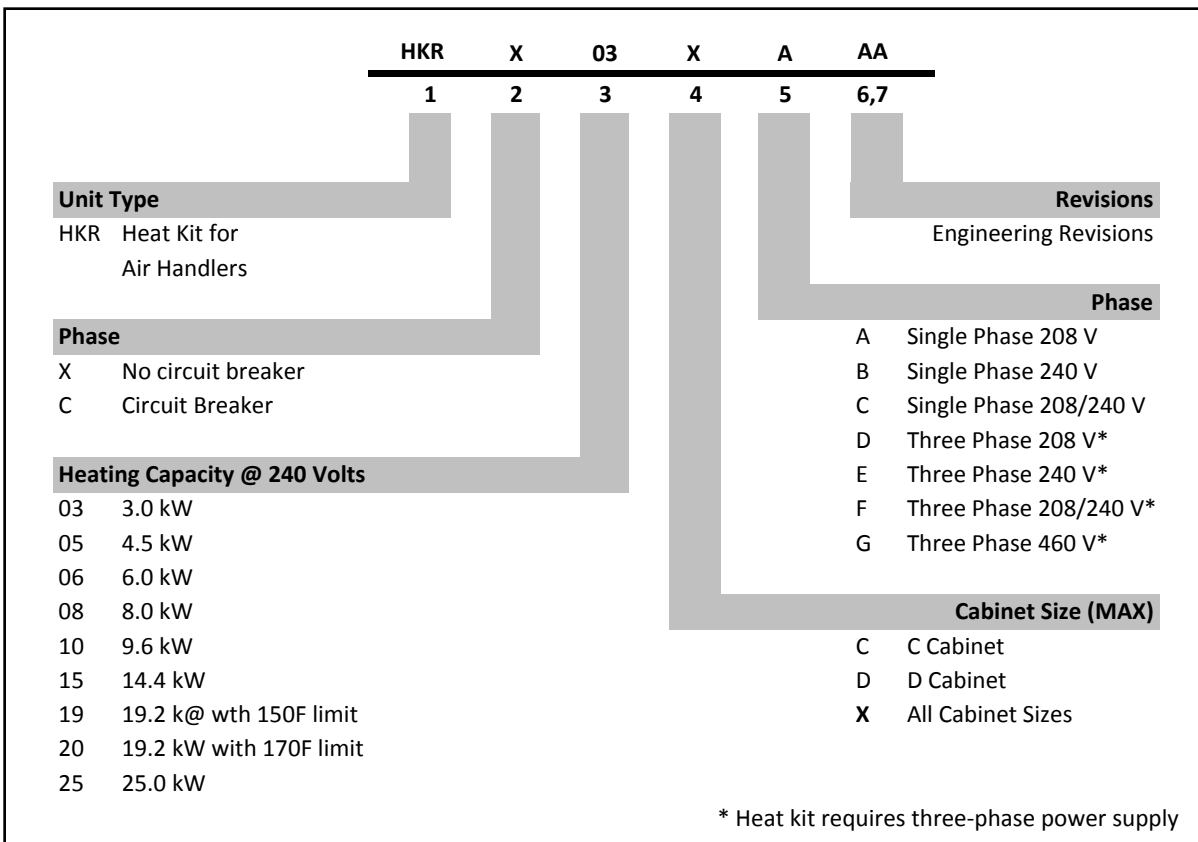 HKR X 03 X A AA
1 2 3 4 5 6,7
Unit Type
HKR Heat Kit for
Air Handlers
Phase
X No circuit breaker
C Circuit Breaker
Heating Capacity @ 240 Volts
03 3.0 kW
05 4.5 kW
06 6.0 kW
08 8.0 kW
10 9.6 kW
15 14.4 kW
19 19.2 k@ wth 150F limit
20 19.2 kW with 170F limit
25 25.0 kW
Revisions
Engineering Revisions
Phase
A Single Phase 208 V
B Single Phase 240 V
C Single Phase 208/240 V
D Three Phase 208 V*
E Three Phase 240 V*
F Three Phase 208/240 V*
G Three Phase 460 V*
Cabinet Size (MAX)
C C Cabinet
D D Cabinet
X All Cabinet Sizes
* Heat kit requires three-phase power supply